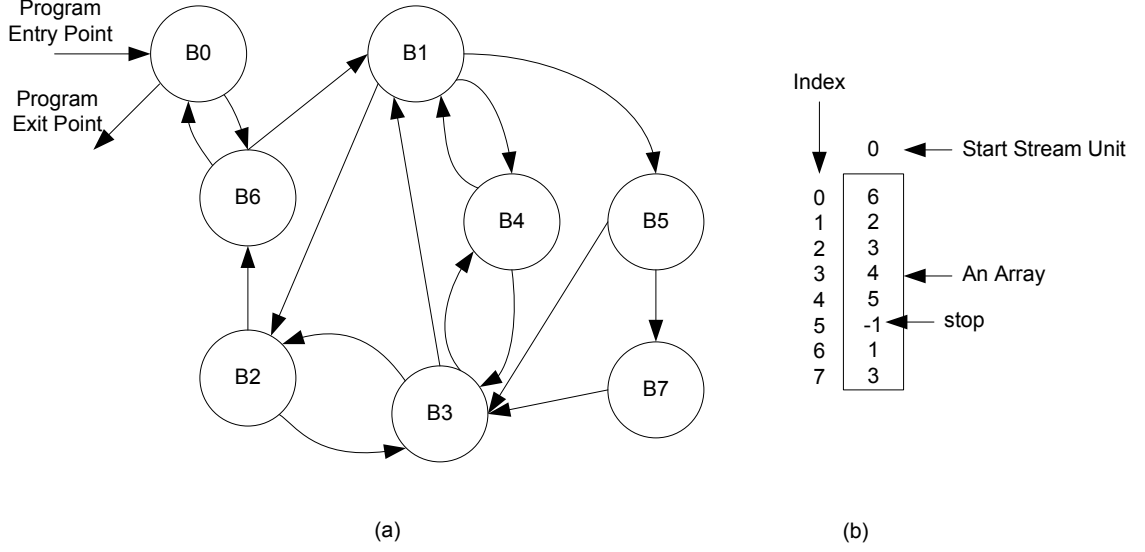 Program
Entry Point
B0
B1
Program
Exit Point
B6
B4
B5
B2
B3
B7
(a)
Index
0 Start Stream Unit
0 6
1 2
2 3
3 4 An Array
4 5
5 -1 stop
6 1
7 3
(b)